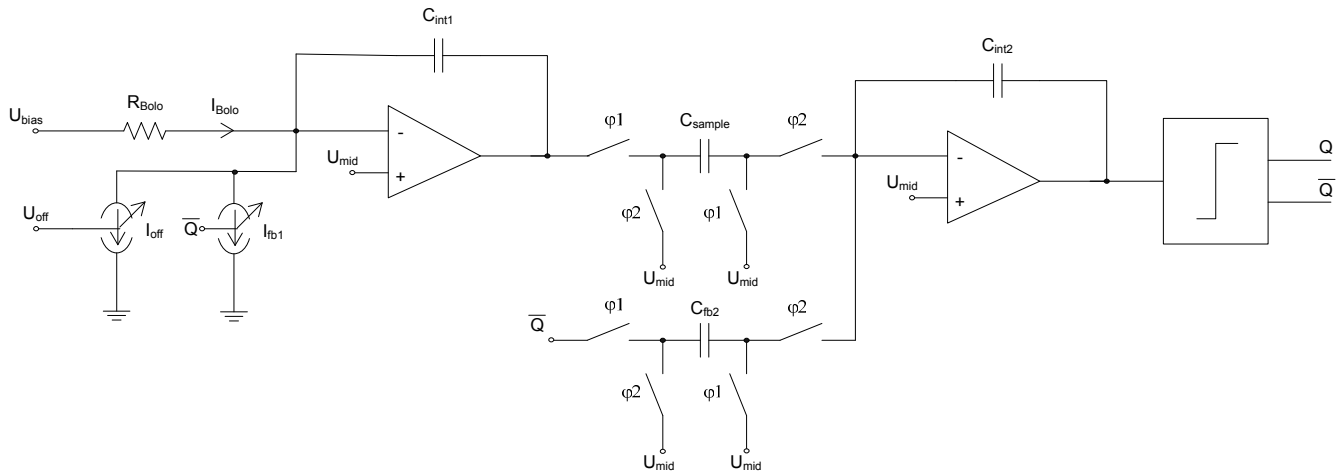 C_int1
C_int2
U_bias
R_Bolo
I_Bolo
φ1
C_sample
φ2
-
+
U_mid
-
+
U_mid
Q
Q̅
U_off
I_off
Q̅
I_fb1
φ2
φ1
U_mid
U_mid
φ1
C_fb2
φ2
Q̅
φ2
φ1
U_mid
U_mid